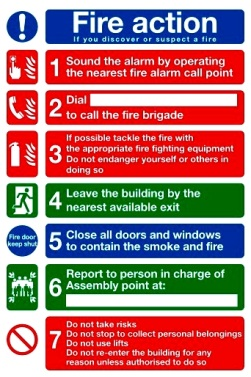 Fire action
If you discover or suspect a fire
1 Sound the alarm by operating
the nearest fire alarm call point
2 Dial
to call the fire brigade
3 If possible tackle the fire with
the appropriate fire fighting equipment
Do not endanger yourself or others in
doing so
4 Leave the building by the
nearest available exit
Fire door
keep shut
5 Close all doors and windows
to contain the smoke and fire
6 Report to person in charge of
Assembly point at:
7 Do not take risks
Do not stop to collect personal belongings
Do not use lifts
Do not re-enter the building for any
reason unless authorised to do so